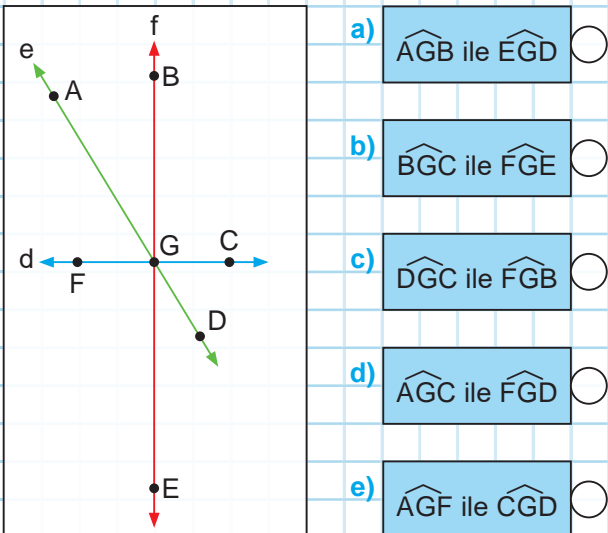 f
e
B
A
G
C
d
F
D
E
a)
AGB ile EGD
b)
BGC ile FGE
c)
DGC ile FGB
d)
AGC ile FGD
e)
AGF ile CGD